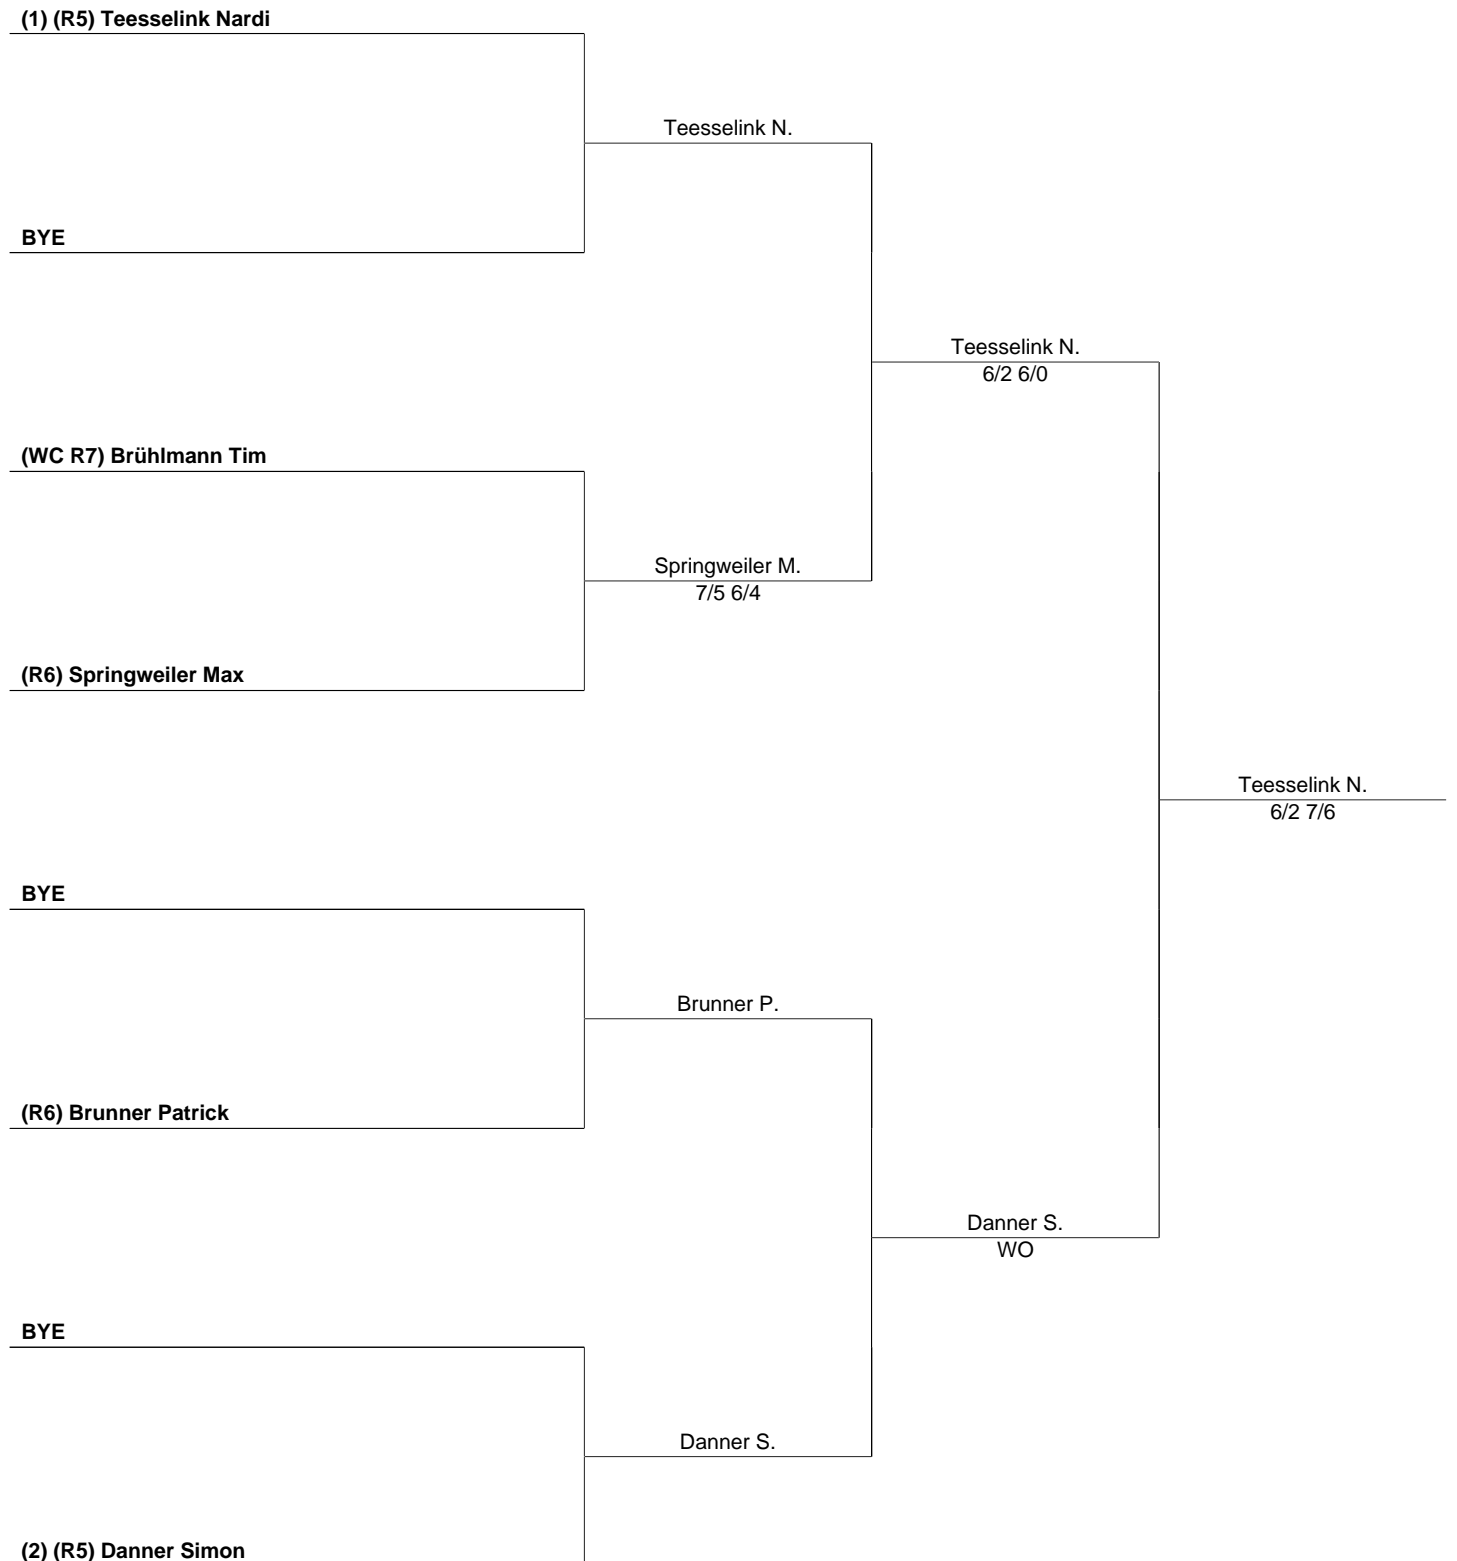 (1) (R5) Teesselink Nardi
Teesselink N.
BYE
Teesselink N.
6/2 6/0
(WC R7) Brühlmann Tim
Springweiler M.
7/5 6/4
(R6) Springweiler Max
Teesselink N.
6/2 7/6
BYE
Brunner P.
(R6) Brunner Patrick
Danner S.
WO
BYE
Danner S.
(2) (R5) Danner Simon